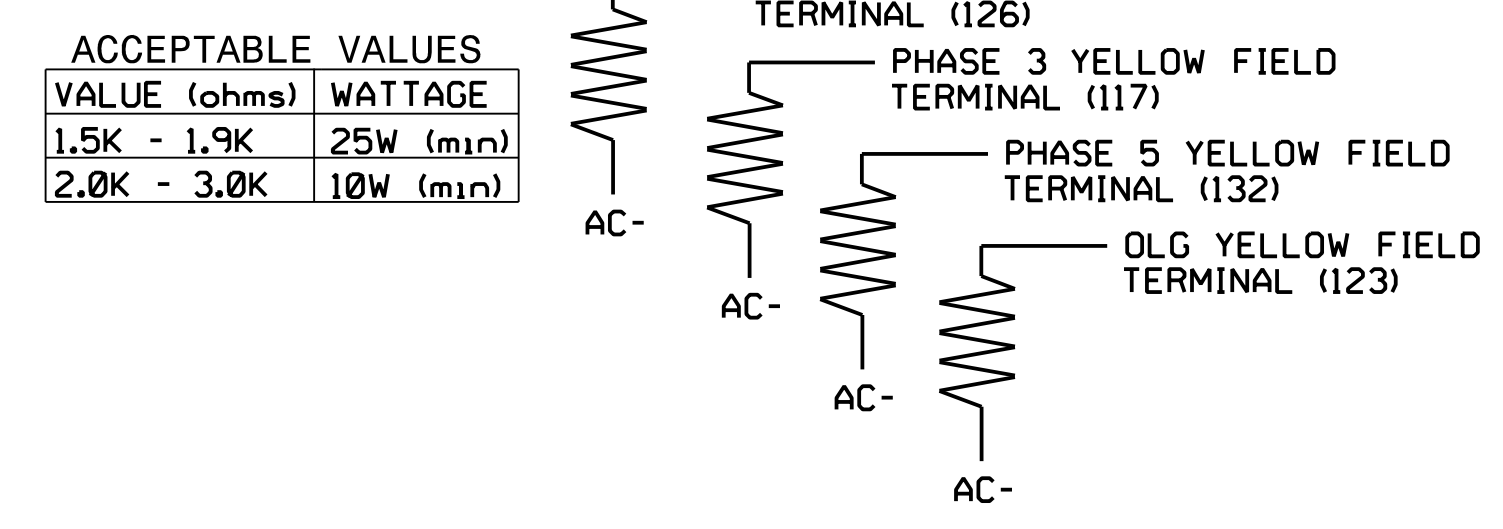 TERMINAL (126)
ACCEPTABLE VALUES
VALUE (ohms) WATTAGE
1.5K - 1.9K 25W (min)
2.0K - 3.0K 10W (min)
AC-
PHASE 3 YELLOW FIELD
TERMINAL (117)
AC-
PHASE 5 YELLOW FIELD
TERMINAL (132)
AC-
OLG YELLOW FIELD
TERMINAL (123)
AC-